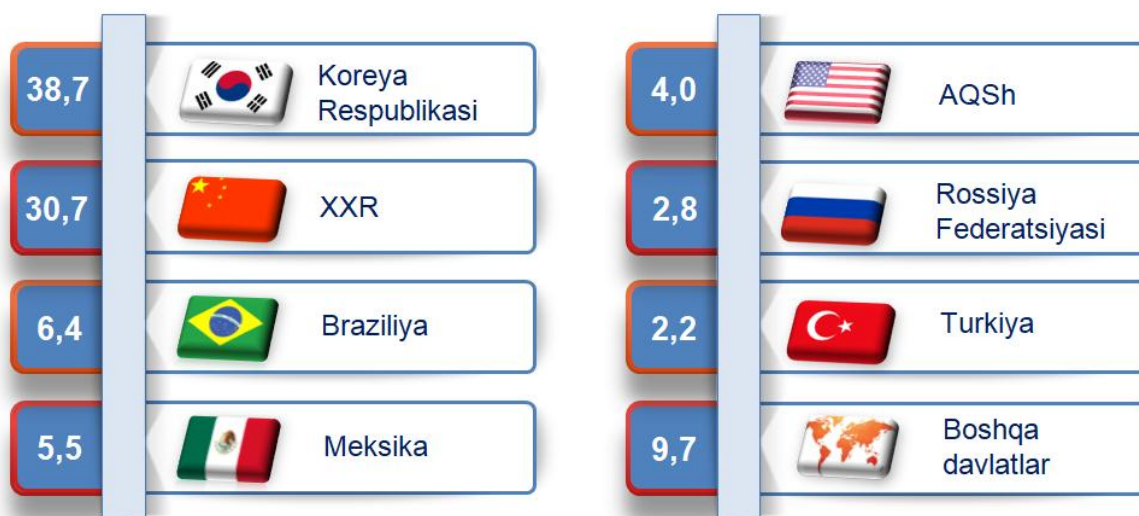 38,7
Koreya
Respublikasi
30,7
XXR
6,4
Braziliya
5,5
Meksika
4,0
AQSh
2,8
Rossiya
Federatsiyasi
2,2
Turkiya
9,7
Boshqa
davlatlar